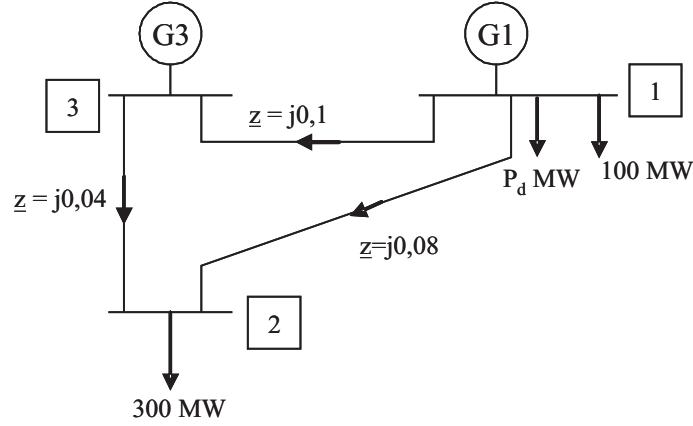 G3
G1
3
1
z = j0,1
P_d MW
100 MW
z = j0,04
z=j0,08
2
300 MW